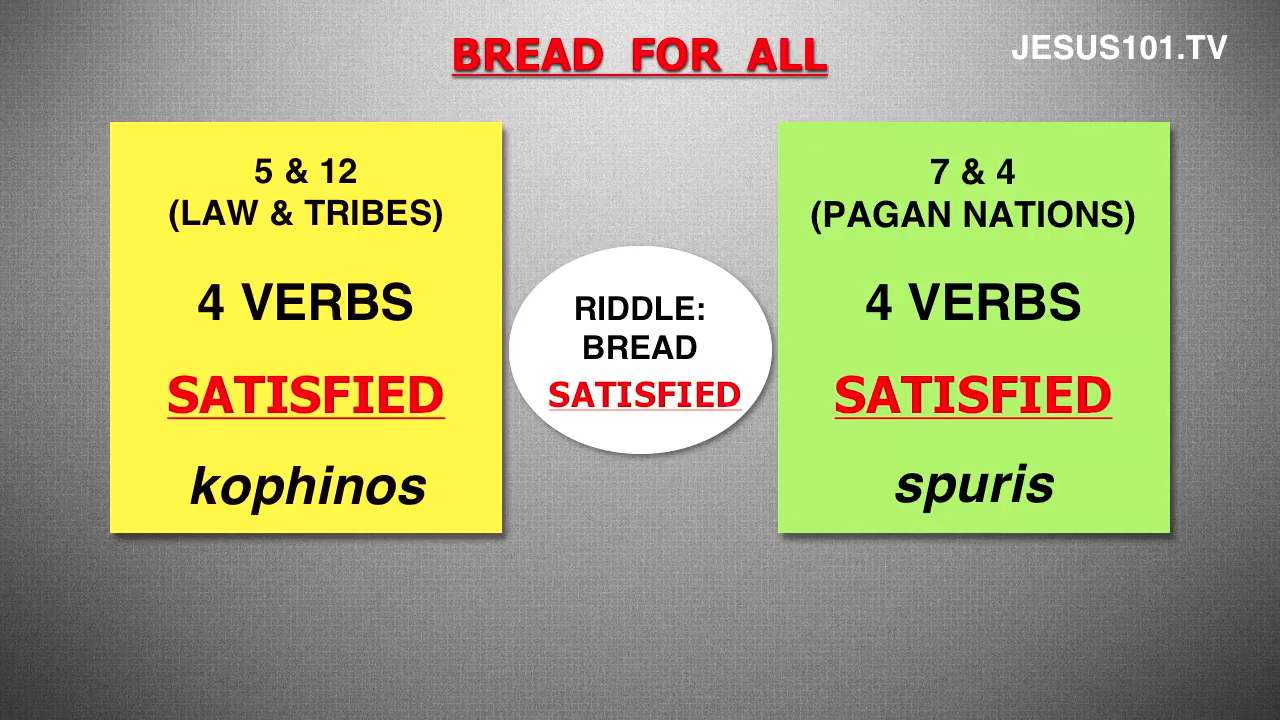 BREAD FOR ALL
JESUS101.TV
5 & 12
(LAW & TRIBES)
4 VERBS
SATISFIED
kophinos
RIDDLE:
BREAD
SATISFIED
7 & 4
(PAGAN NATIONS)
4 VERBS
SATISFIED
spuris